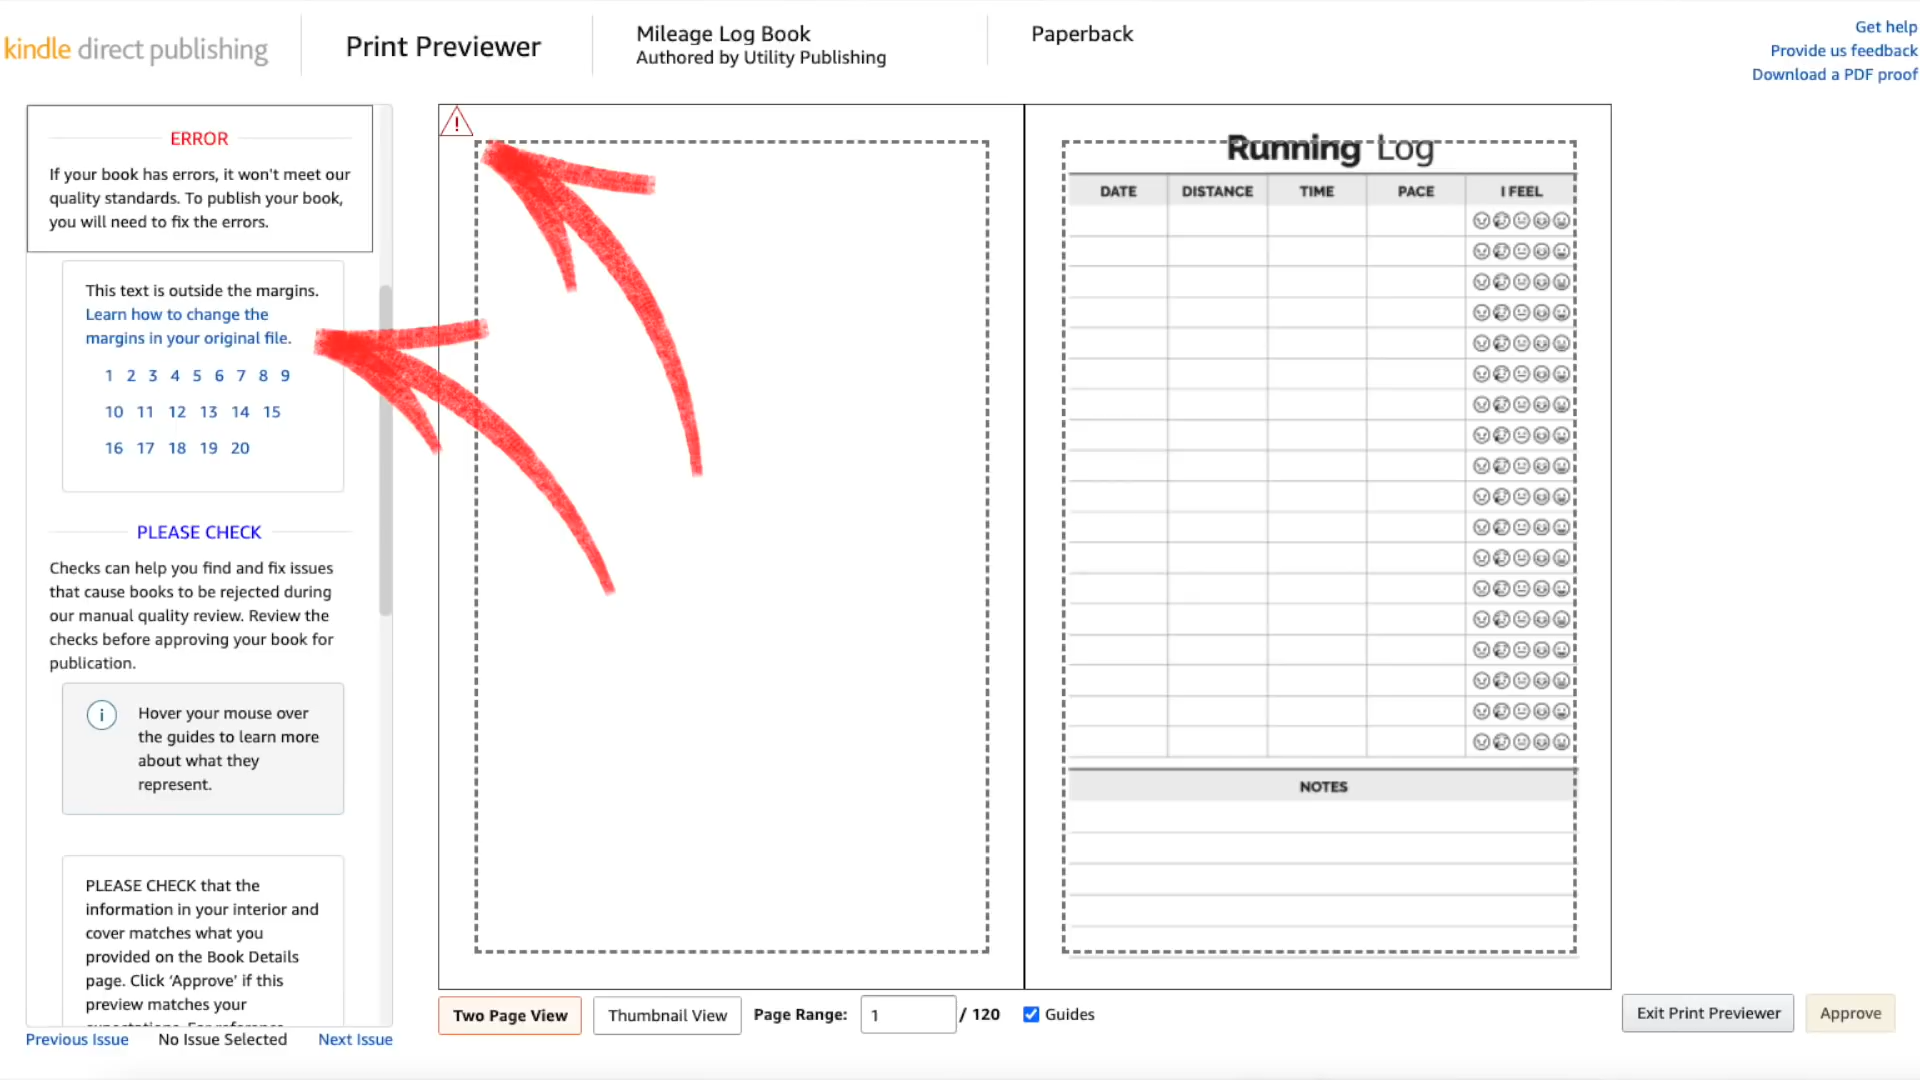 kindle direct publishing
Print Previewer
Mileage Log Book
Authored by Utility Publishing
Paperback
Get help
Provide us feedback
Download a PDF proof
ERROR
If your book has errors, it won't meet our
quality standards. To publish your book,
you will need to fix the errors.
This text is outside the margins.
Learn how to change the
margins in your original file.
1 2 3 4 5 6 7 8 9
10 11 12 13 14 15
16 17 18 19 20
PLEASE CHECK
Checks can help you find and fix issues
that cause books to be rejected during
our manual quality review. Review the
checks before approving your book for
publication.
i
Hover your mouse over
the guides to learn more
about what they
represent.
PLEASE CHECK that the
information in your interior and
cover matches what you
provided on the Book Details
page. Click ‘Approve’ if this
preview matches your
Previous Issue No Issue Selected Next Issue
!
Running Log
DATE DISTANCE TIME PACE I FEEL
NOTES
Two Page View Thumbnail View Page Range: 1 / 120 Guides
Exit Print Previewer Approve